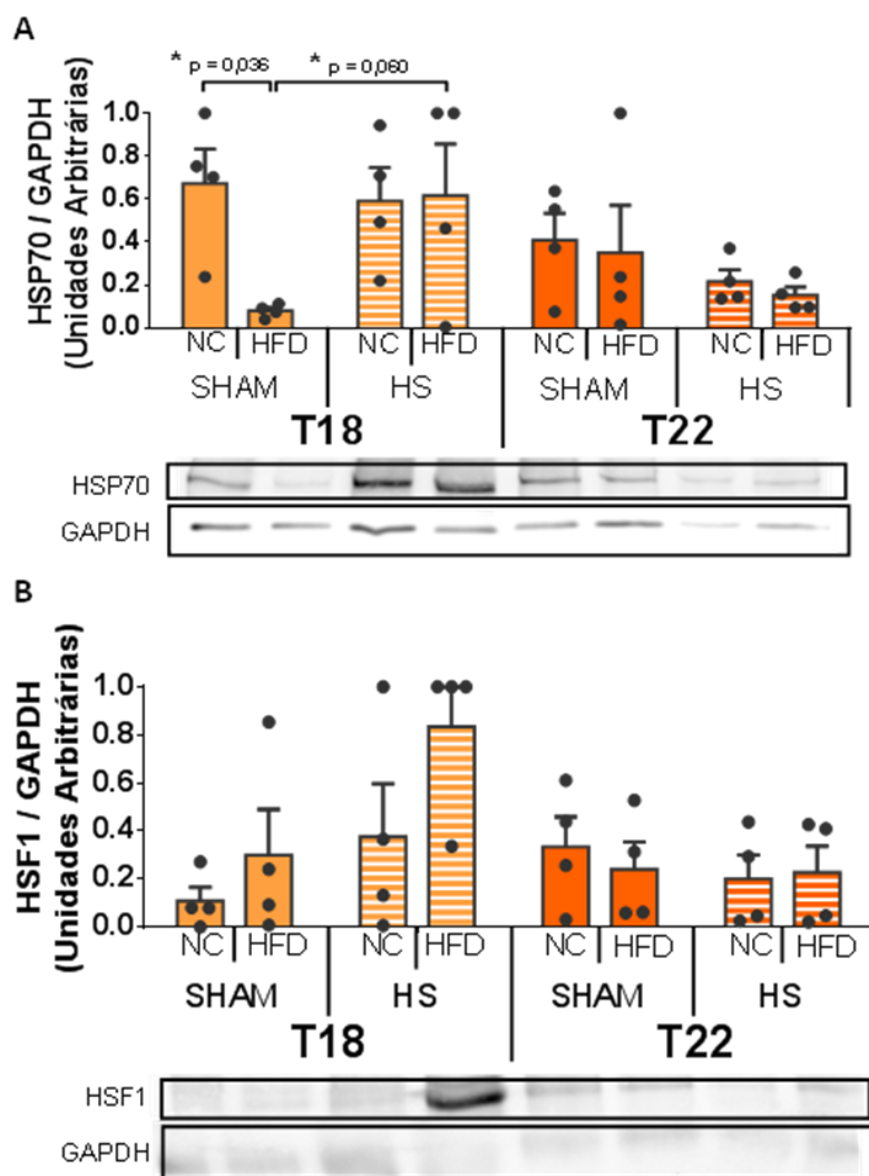 A
* p = 0,036
* p = 0,060
HSP70 / GAPDH
(Unidades Arbitrárias)
1.0
0.8
0.6
0.4
0.2
0.0
NC HFD NC HFD NC HFD NC HFD
SHAM HS SHAM HS
T18 T22
HSP70
GAPDH
B
HSF1 / GAPDH
(Unidades Arbitrárias)
1.0
0.8
0.6
0.4
0.2
0.0
NC HFD NC HFD NC HFD NC HFD
SHAM HS SHAM HS
T18 T22
HSF1
GAPDH